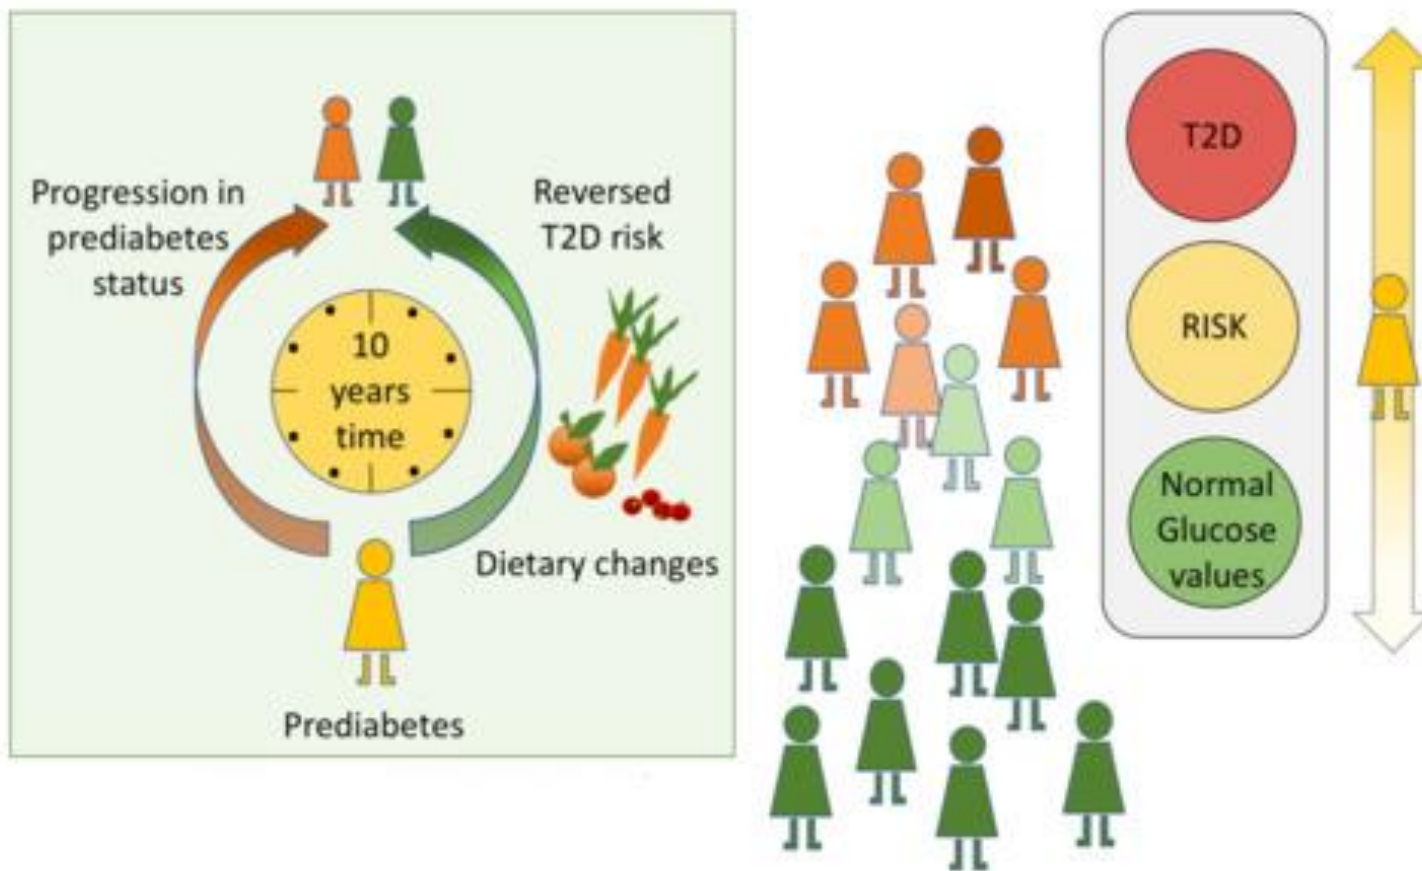 Progression in
prediabetes
status
Reversed
T2D risk
10
years
time
Dietary changes
Prediabetes
T2D
RISK
Normal
Glucose
values